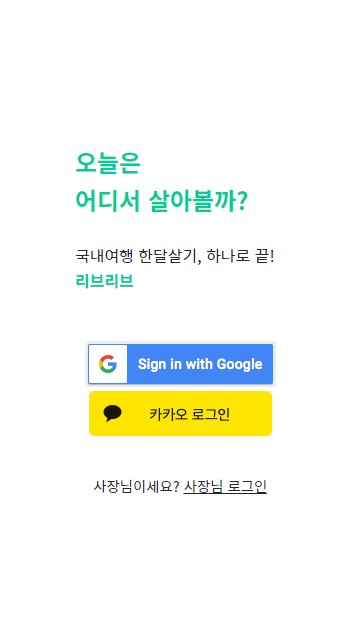 오늘은
어디서 살아볼까?
국내여행 한달살기, 하나로 끝!
리브리브
Sign in with Google
카카오 로그인
사장님이세요? 사장님 로그인